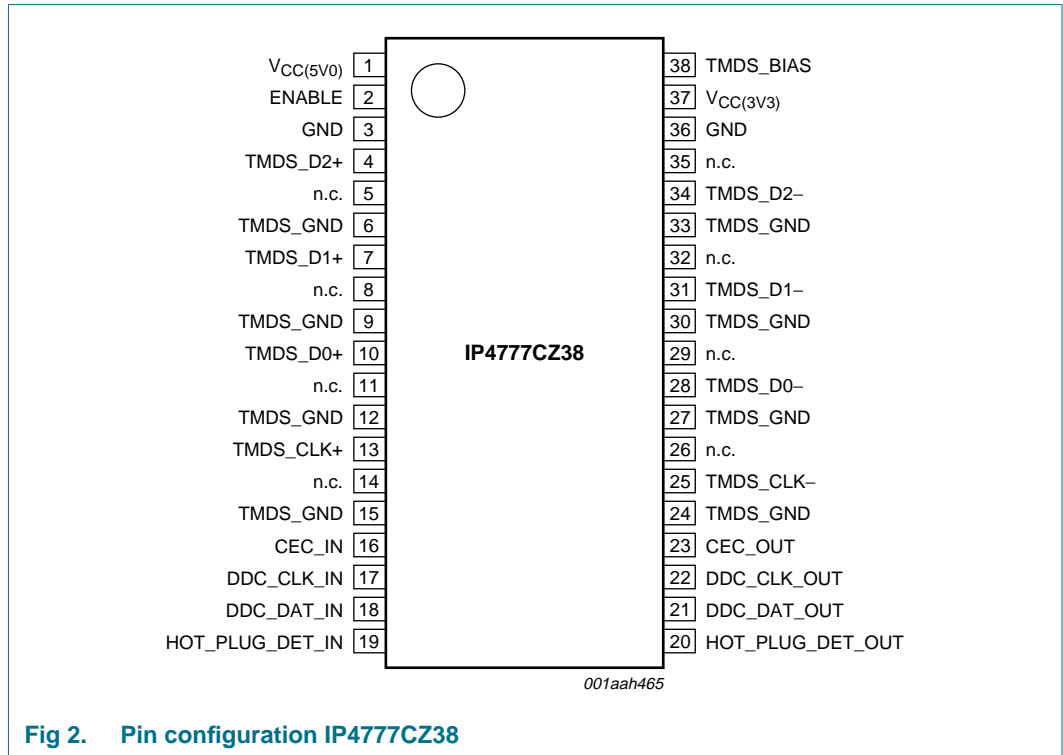 VCC(5V0) 1
ENABLE 2
GND 3
TMDS_D2+ 4
n.c. 5
TMDS_GND 6
TMDS_D1+ 7
n.c. 8
TMDS_GND 9
TMDS_D0+ 10
n.c. 11
TMDS_GND 12
TMDS_CLK+ 13
n.c. 14
TMDS_GND 15
CEC_IN 16
DDC_CLK_IN 17
DDC_DAT_IN 18
HOT_PLUG_DET_IN 19
IP4777CZ38
38 TMDS_BIAS
37 VCC(3V3)
36 GND
35 n.c.
34 TMDS_D2−
33 TMDS_GND
32 n.c.
31 TMDS_D1−
30 TMDS_GND
29 n.c.
28 TMDS_D0−
27 TMDS_GND
26 n.c.
25 TMDS_CLK−
24 TMDS_GND
23 CEC_OUT
22 DDC_CLK_OUT
21 DDC_DAT_OUT
20 HOT_PLUG_DET_OUT
001aah465
Fig 2. Pin configuration IP4777CZ38